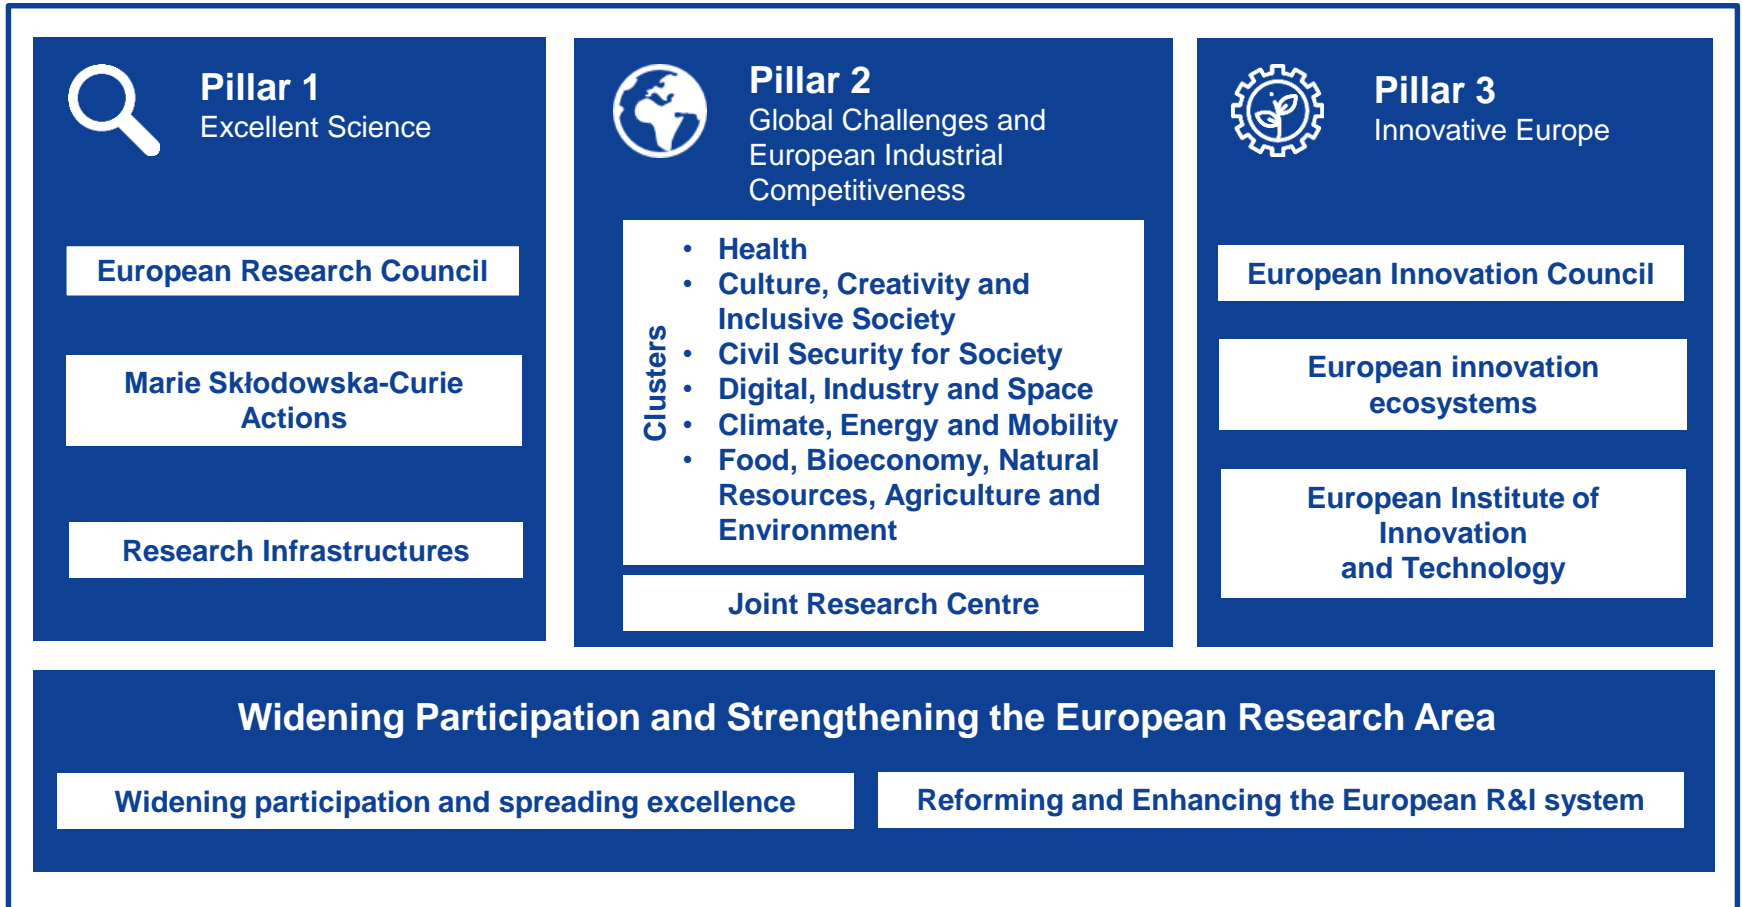 Pillar 1
Excellent Science
European Research Council
Marie Skłodowska-Curie
Actions
Research Infrastructures
Pillar 2
Global Challenges and
European Industrial
Competitiveness
Clusters
• Health
• Culture, Creativity and
Inclusive Society
• Civil Security for Society
• Digital, Industry and Space
• Climate, Energy and Mobility
• Food, Bioeconomy, Natural
Resources, Agriculture and
Environment
Joint Research Centre
Pillar 3
Innovative Europe
European Innovation Council
European innovation
ecosystems
European Institute of
Innovation
and Technology
Widening Participation and Strengthening the European Research Area
Widening participation and spreading excellence
Reforming and Enhancing the European R&I system